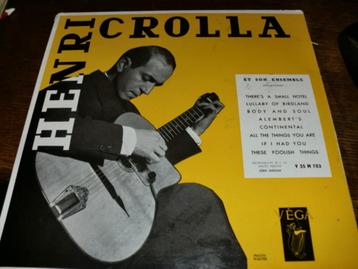 HENRI
CROLLA
ET SON ENSEMBLE
THERE'S A SMALL HOTEL
LULLABY OF BIRDLAND
BODY AND SOUL
ALEMBERT'S
CONTINENTAL
ALL THE THINGS YOU ARE
IF I HAD YOU
THESE FOOLISH THINGS
V 35 M 703
VÉGA